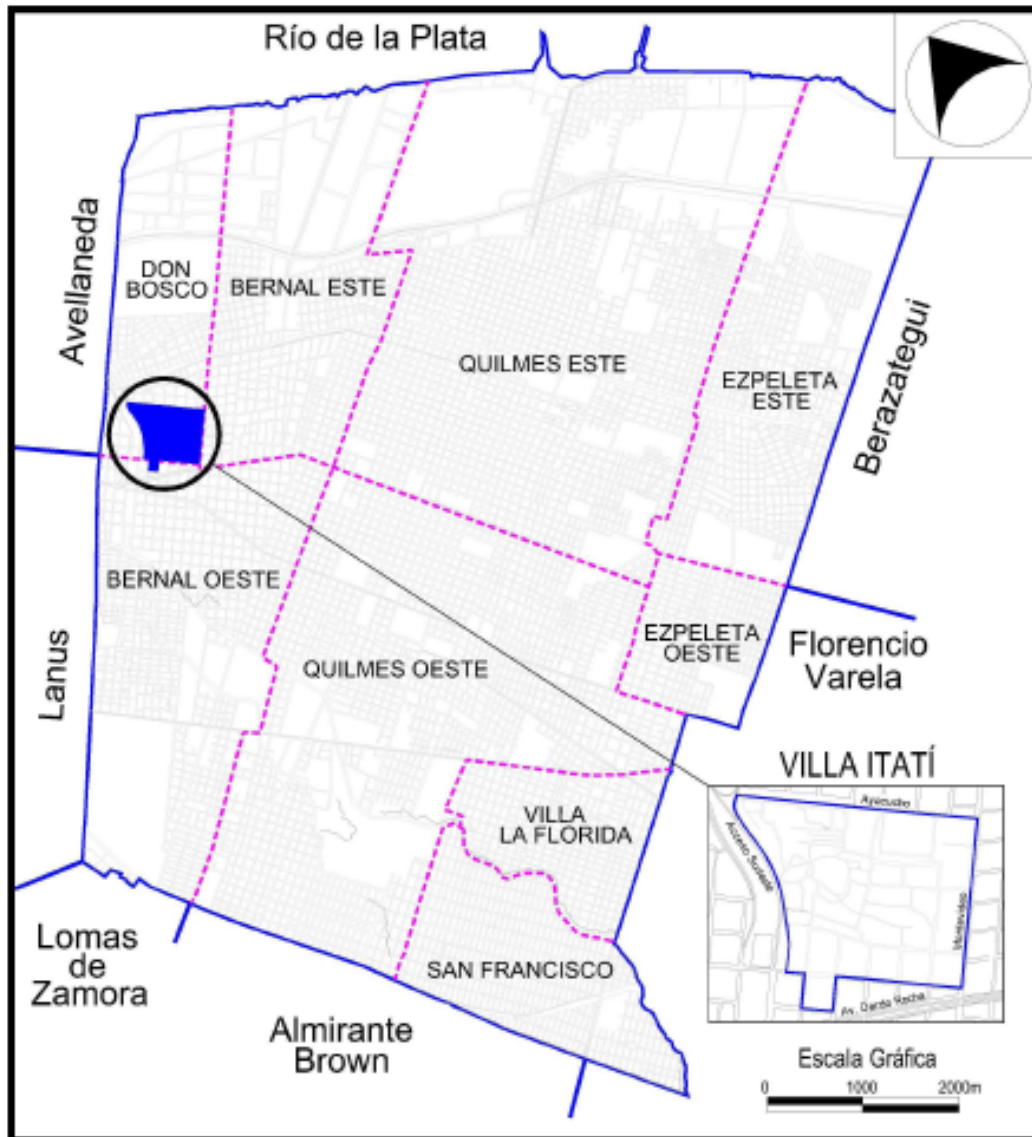 Río de la Plata
Avellaneda
DON
BOSCO
BERNAL ESTE
QUILMES ESTE
EZPELETA
ESTE
Berazategui
BERNAL OESTE
QUILMES OESTE
EZPELETA
OESTE
Florencio
Varela
Lanus
VILLA ITATÍ
Ayacucho
Acceso Sudeste
Montevideo
Av. Dardo Rocha
VILLA
LA FLORIDA
SAN FRANCISCO
Lomas
de
Zamora
Almirante
Brown
Escala Gráfica
0 1000 2000m